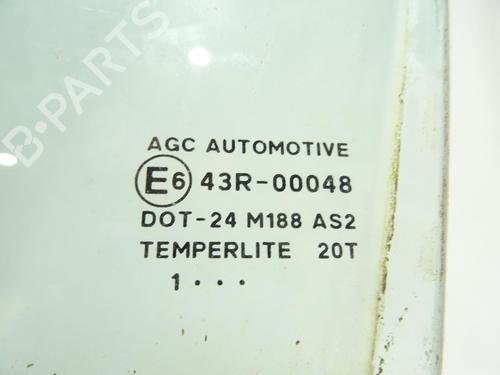 B-PARTS
AGC AUTOMOTIVE
E6 43R-00048
DOT-24 M188 AS2
TEMPERLITE 20T
1 . . .